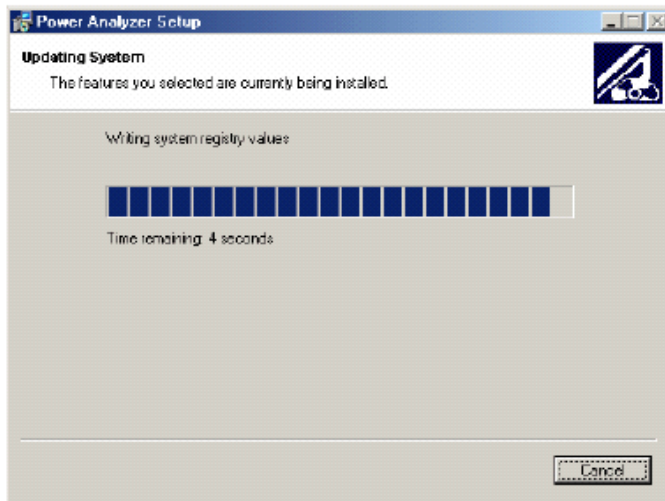 Power Analyzer Setup
Updating System
The features you selected are currently being installed.
Writing system registry values
Time remaining: 4 seconds
Cancel